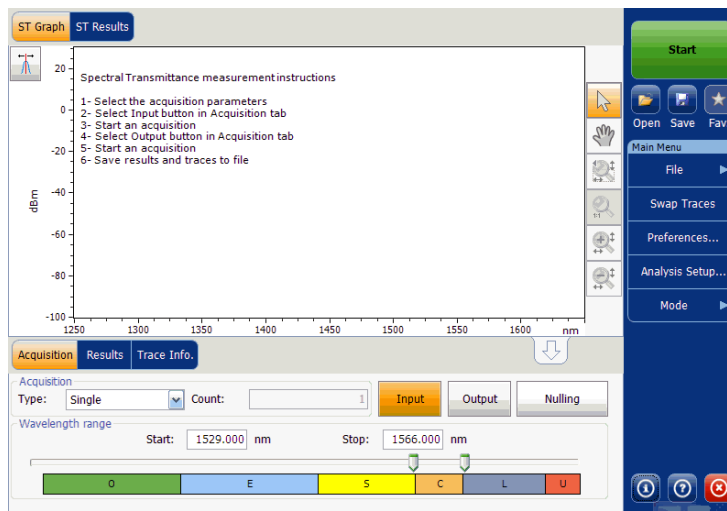 ST Graph ST Results
Start
20
0
-20
-40
-60
-80
-100
dBm
Spectral Transmittance measurement instructions
1- Select the acquisition parameters
2- Select Input button in Acquisition tab
3- Start an acquisition
4- Select Output button in Acquisition tab
5- Start an acquisition
6- Save results and traces to file
1250 1300 1350 1400 1450 1500 1550 1600 nm
1:1
Open Save Fav
Main Menu
File
Swap Traces
Preferences...
Analysis Setup...
Mode
Acquisition Results Trace Info.
Acquisition
Type: Single Count: 1 Input Output Nulling
Wavelength range
Start: 1529.000 nm Stop: 1566.000 nm
O E S C L U